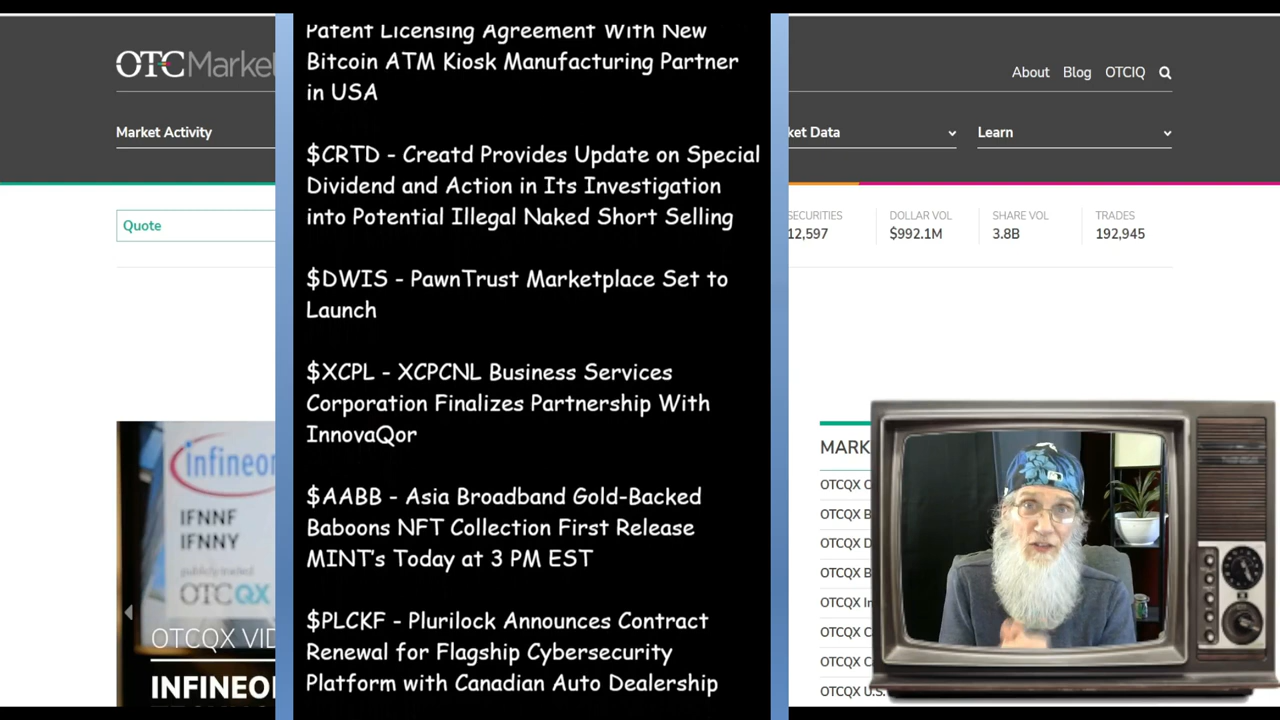 OTCMarke
About Blog OTCIQ
Market Activity
ket Data
Learn
Quote
SECURITIES
12,597
DOLLAR VOL
$992.1M
SHARE VOL
3.8B
TRADES
192,945
Patent Licensing Agreement With New
Bitcoin ATM Kiosk Manufacturing Partner
in USA
$CRTD - Creatd Provides Update on Special
Dividend and Action in Its Investigation
into Potential Illegal Naked Short Selling
$DWIS - PawnTrust Marketplace Set to
Launch
$XCPL - XCPCNL Business Services
Corporation Finalizes Partnership With
InnovaQor
$AABB - Asia Broadband Gold-Backed
Baboons NFT Collection First Release
MINT's Today at 3 PM EST
$PLCKF - Plurilock Announces Contract
Renewal for Flagship Cybersecurity
Platform with Canadian Auto Dealership
infineon
IFNNF
IFNNY
publicly traded
OTCQX
OTCQX VID
INFINEO
MARK
OTCQX C
OTCQX B
OTCQX D
OTCQX B
OTCQX In
OTCQX C
OTCQX C
OTCQX U.S.